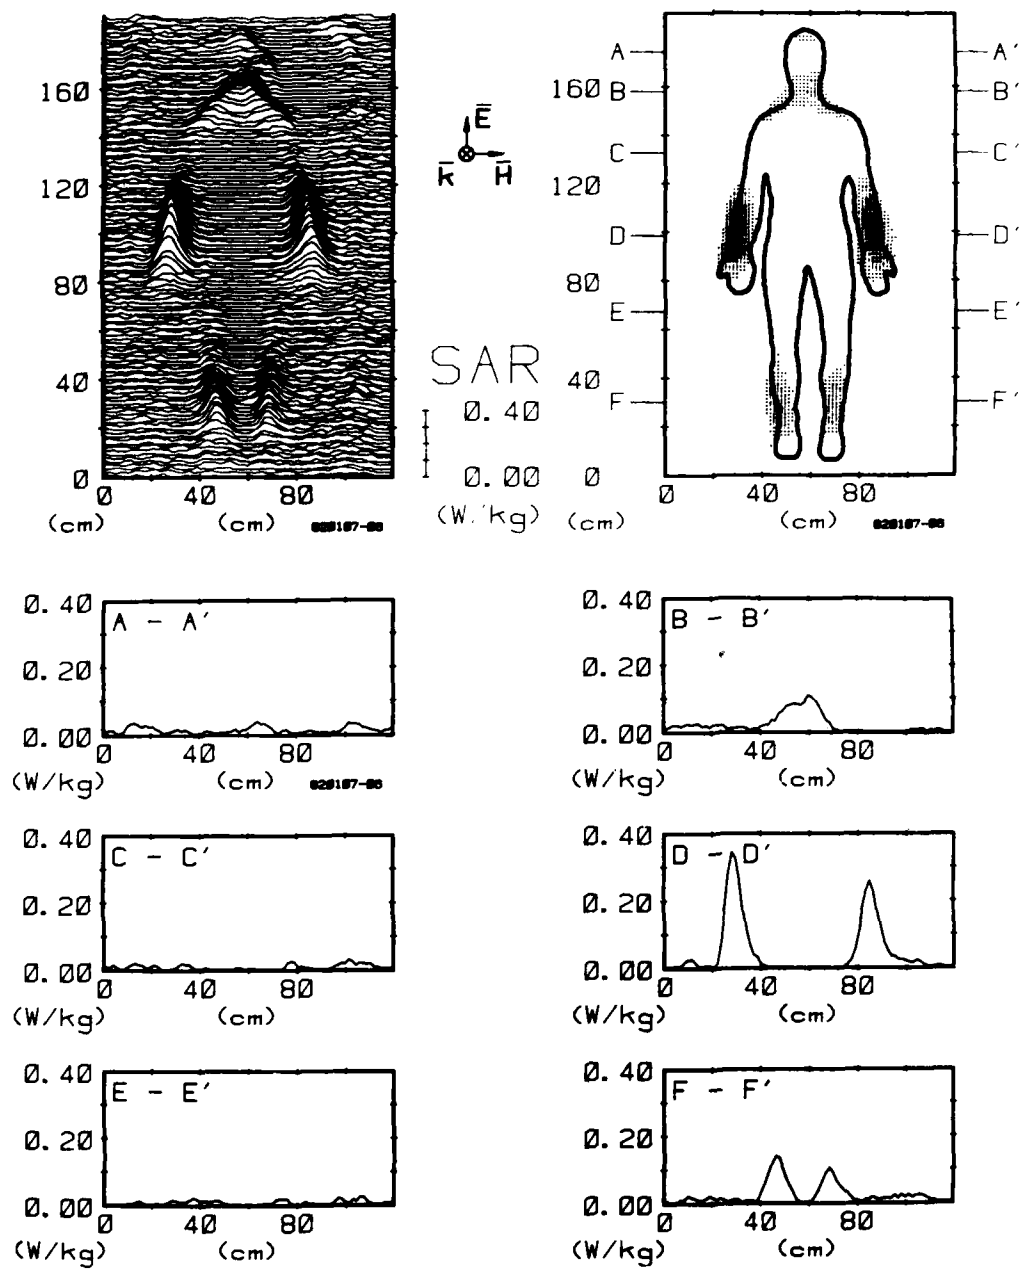 160
120
80
40
0
0 40 80
(cm) (cm)
Ē
k̄ H̄
SAR
0.40
0.00
(W/kg)
A A'
160 B B'
C C'
120
D D'
80
E E'
40
F F'
0
0 40 80
(cm) (cm)
0.40
A - A'
0.20
0.00
0 40 80
(W/kg) (cm)
0.40
B - B'
0.20
0.00
0 40 80
(W/kg) (cm)
0.40
C - C'
0.20
0.00
0 40 80
(W/kg) (cm)
0.40
D - D'
0.20
0.00
0 40 80
(W/kg) (cm)
0.40
E - E'
0.20
0.00
0 40 80
(W/kg) (cm)
0.40
F - F'
0.20
0.00
0 40 80
(W/kg) (cm)